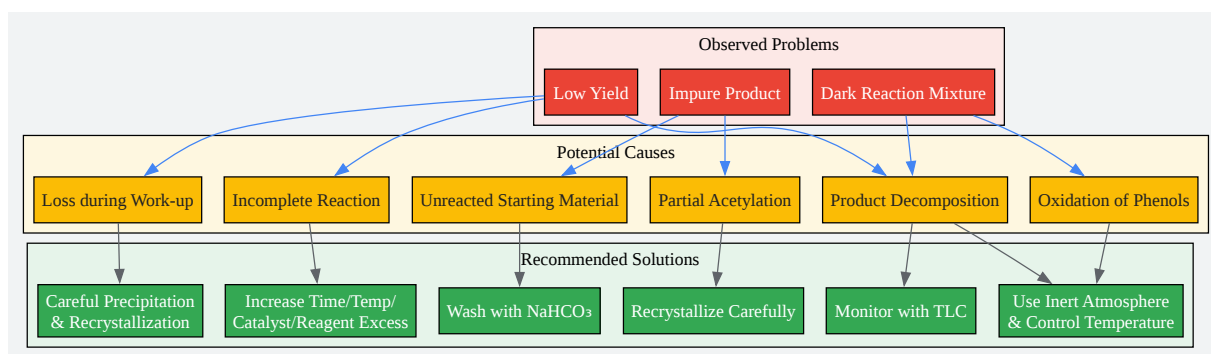 Observed Problems
Low Yield
Impure Product
Dark Reaction Mixture
Potential Causes
Loss during Work-up
Incomplete Reaction
Unreacted Starting Material
Partial Acetylation
Product Decomposition
Oxidation of Phenols
Recommended Solutions
Careful Precipitation
& Recrystallization
Increase Time/Temp/
Catalyst/Reagent Excess
Wash with NaHCO₃
Recrystallize Carefully
Monitor with TLC
Use Inert Atmosphere
& Control Temperature